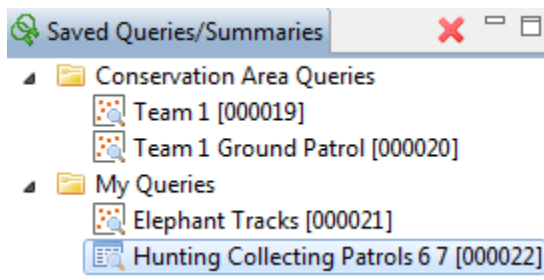 Saved Queries/Summaries
Conservation Area Queries
Team 1 [000019]
Team 1 Ground Patrol [000020]
My Queries
Elephant Tracks [000021]
Hunting Collecting Patrols 6 7 [000022]